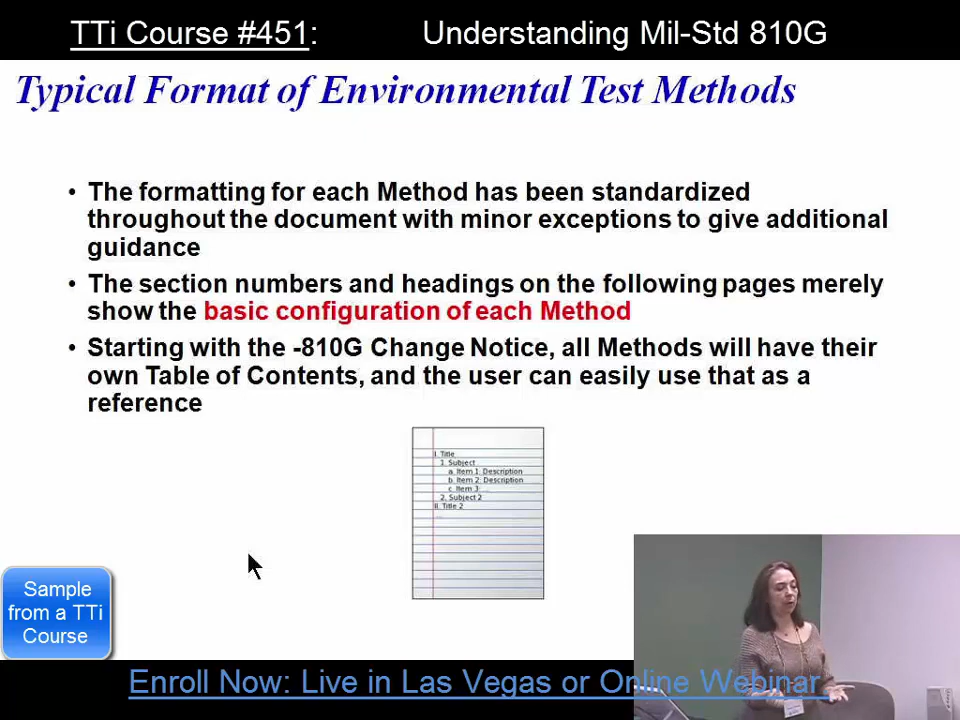 TTi Course #451: Understanding Mil-Std 810G
Typical Format of Environmental Test Methods
• The formatting for each Method has been standardized
throughout the document with minor exceptions to give additional
guidance
• The section numbers and headings on the following pages merely
show the basic configuration of each Method
• Starting with the -810G Change Notice, all Methods will have their
own Table of Contents, and the user can easily use that as a
reference
I. Title
1. Subject
a. Item 1: Description
b. Item 2: Description
c. Item 3: ...
2. Subject 2
II. Title 2
...
Sample
from a TTi
Course
Enroll Now: Live in Las Vegas or Online Webinar